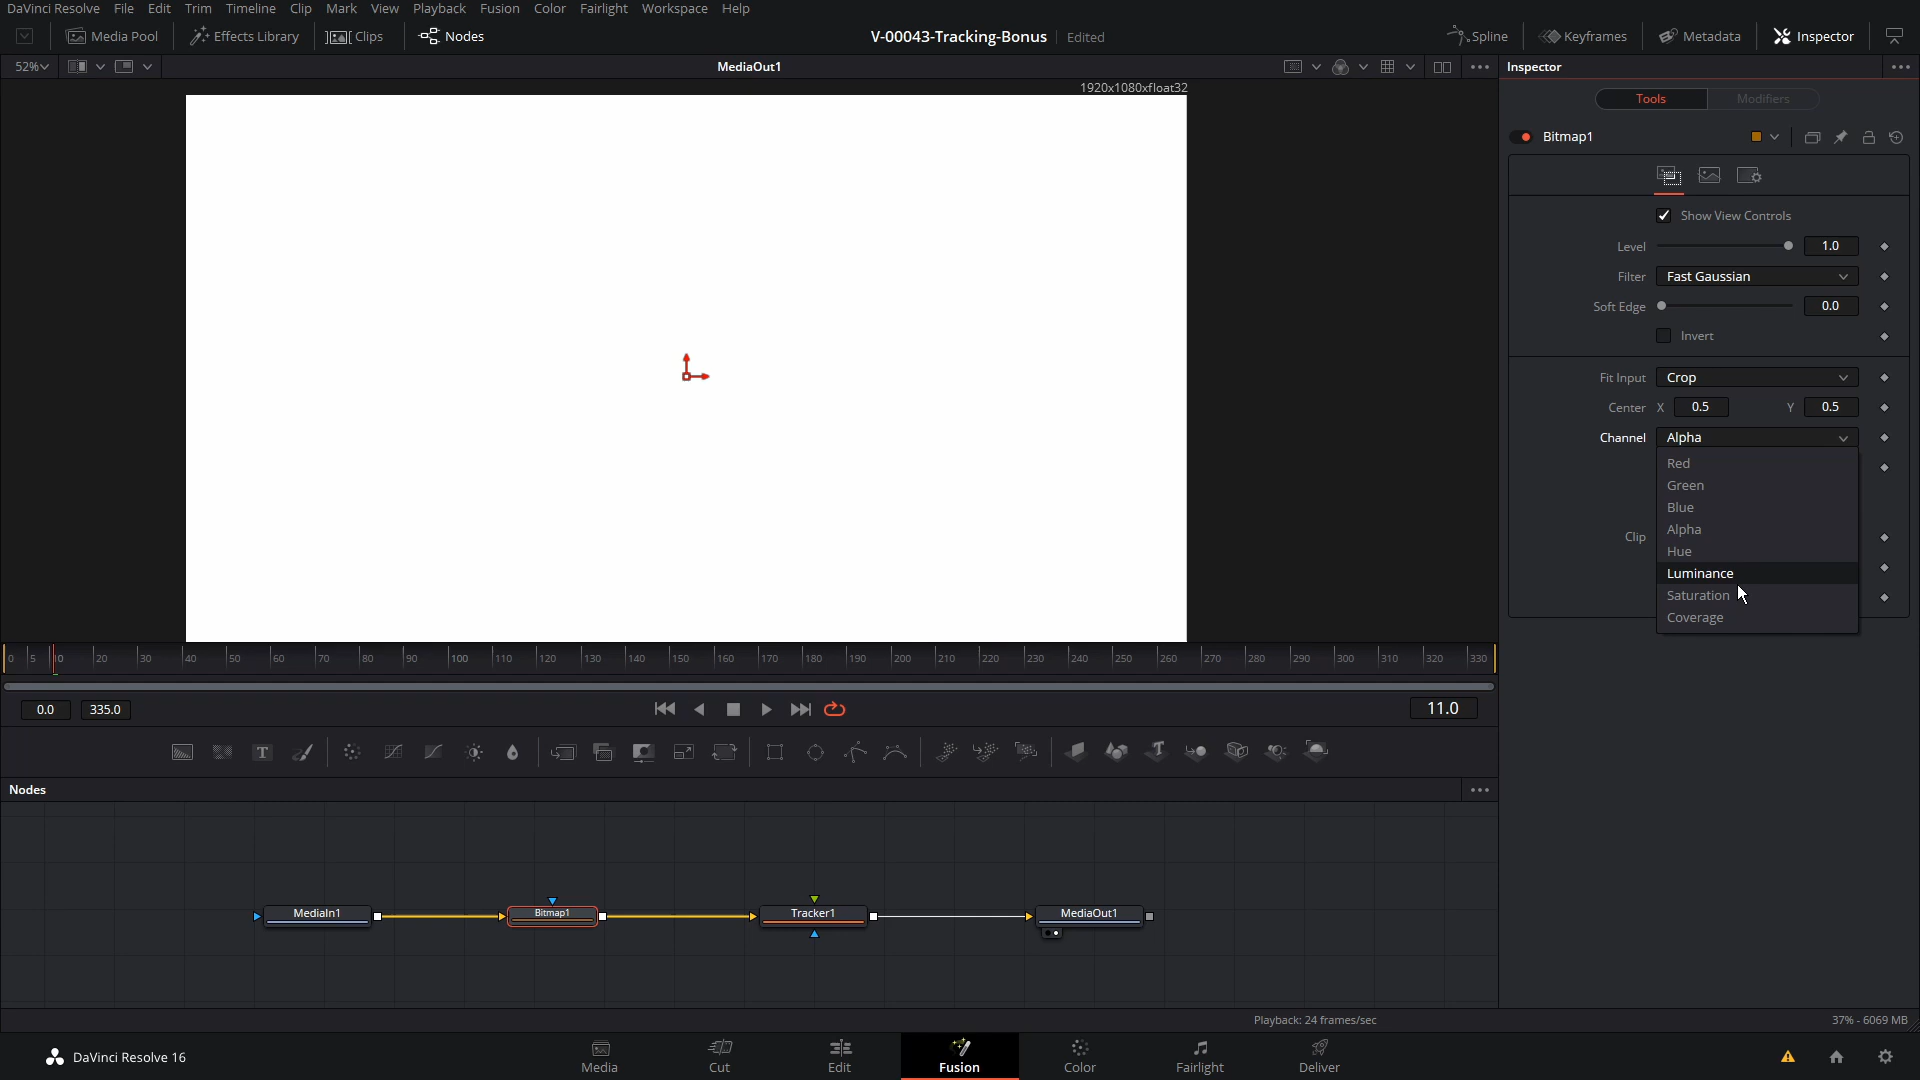 DaVinci Resolve File Edit Trim Timeline Clip Mark View Playback Fusion Color Fairlight Workspace Help
Media Pool Effects Library Clips Nodes V-00043-Tracking-Bonus Edited Spline Keyframes Metadata Inspector
52% MediaOut1 Inspector
1920x1080xfloat32
Tools Modifiers
Bitmap1
Show View Controls
Level 1.0
Filter Fast Gaussian
Soft Edge 0.0
Invert
Fit Input Crop
Center X 0.5 Y 0.5
Channel Alpha
Red
Green
Blue
Alpha
Clip
Hue
Luminance
Saturation
Coverage
0 5 10 20 30 40 50 60 70 80 90 100 110 120 130 140 150 160 170 180 190 200 210 220 230 240 250 260 270 280 290 300 310 320 330
0.0 335.0 11.0
T
Nodes
MediaIn1 Bitmap1 Tracker1 MediaOut1
Playback: 24 frames/sec 37% - 6069 MB
DaVinci Resolve 16 Media Cut Edit Fusion Color Fairlight Deliver